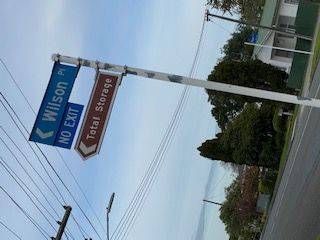 Wilson Pl
NO EXIT
Total Storage